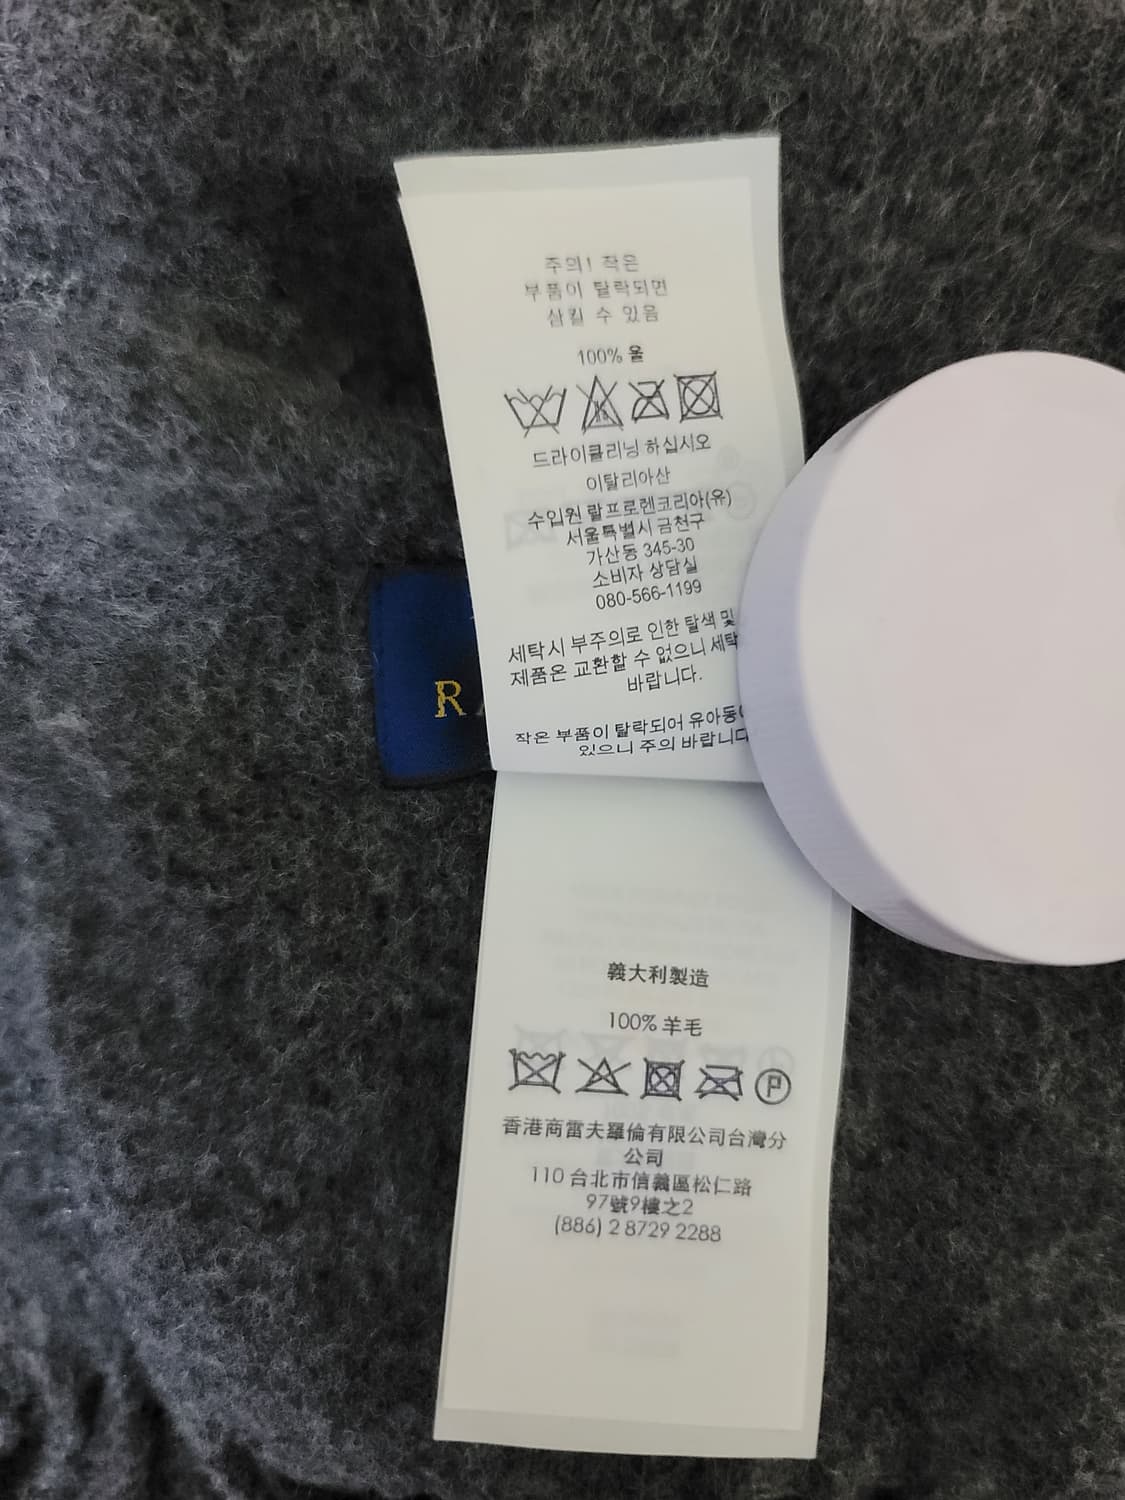 주의! 작은
부품이 탈락되면
삼킬 수 있음
100% 울
드라이클리닝 하십시오
이탈리아산
수입원 랄프로렌코리아(유)
서울특별시 금천구
가산동 345-30
소비자 상담실
080-566-1199
세탁시 부주의로 인한 탈색 및
제품은 교환할 수 없으니 세탁
바랍니다.
작은 부품이 탈락되어 유아동이
있으니 주의 바랍니다
R
義大利製造
100% 羊毛
P
香港商雷夫羅倫有限公司台灣分
公司
110 台北市信義區松仁路
97號9樓之2
(886) 2 8729 2288